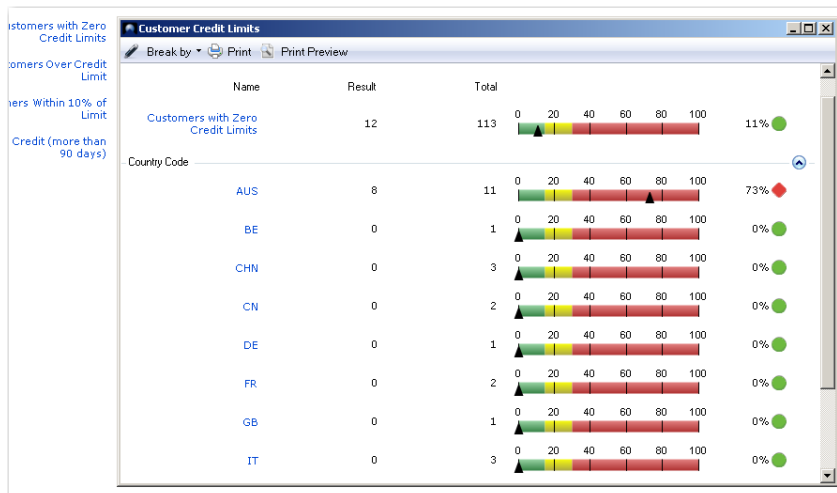 Customer Credit Limits
Break by Print Print Preview
Name Result Total
Customers with Zero
Credit Limits
12 113 0 20 40 60 80 100 11%
Country Code
AUS 8 11 0 20 40 60 80 100 73%
BE 0 1 0 20 40 60 80 100 0%
CHN 0 3 0 20 40 60 80 100 0%
CN 0 2 0 20 40 60 80 100 0%
DE 0 1 0 20 40 60 80 100 0%
FR 0 2 0 20 40 60 80 100 0%
GB 0 1 0 20 40 60 80 100 0%
IT 0 3 0 20 40 60 80 100 0%
stomers with Zero
Credit Limits
tomers Over Credit
Limit
ners Within 10% of
Limit
Credit (more than
90 days)